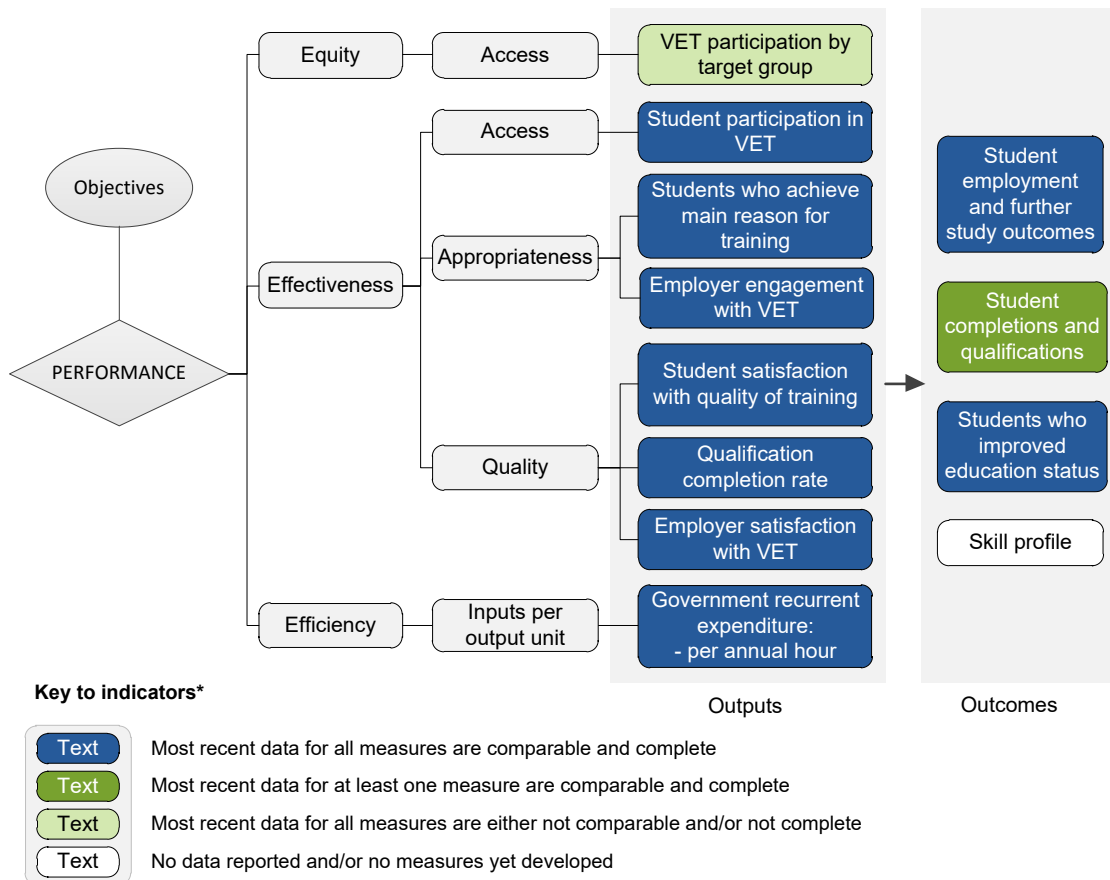 Objectives
PERFORMANCE
Equity
Access
VET participation by
target group
Effectiveness
Access
Student participation in
VET
Appropriateness
Students who achieve
main reason for
training
Employer engagement
with VET
Quality
Student satisfaction
with quality of training
Qualification
completion rate
Employer satisfaction
with VET
Efficiency
Inputs per
output unit
Government recurrent
expenditure:
- per annual hour
Outputs
Student
employment
and further
study outcomes
Student
completions and
qualifications
Students who
improved
education status
Skill profile
Outcomes
Key to indicators*
Text Most recent data for all measures are comparable and complete
Text Most recent data for at least one measure are comparable and complete
Text Most recent data for all measures are either not comparable and/or not complete
Text No data reported and/or no measures yet developed